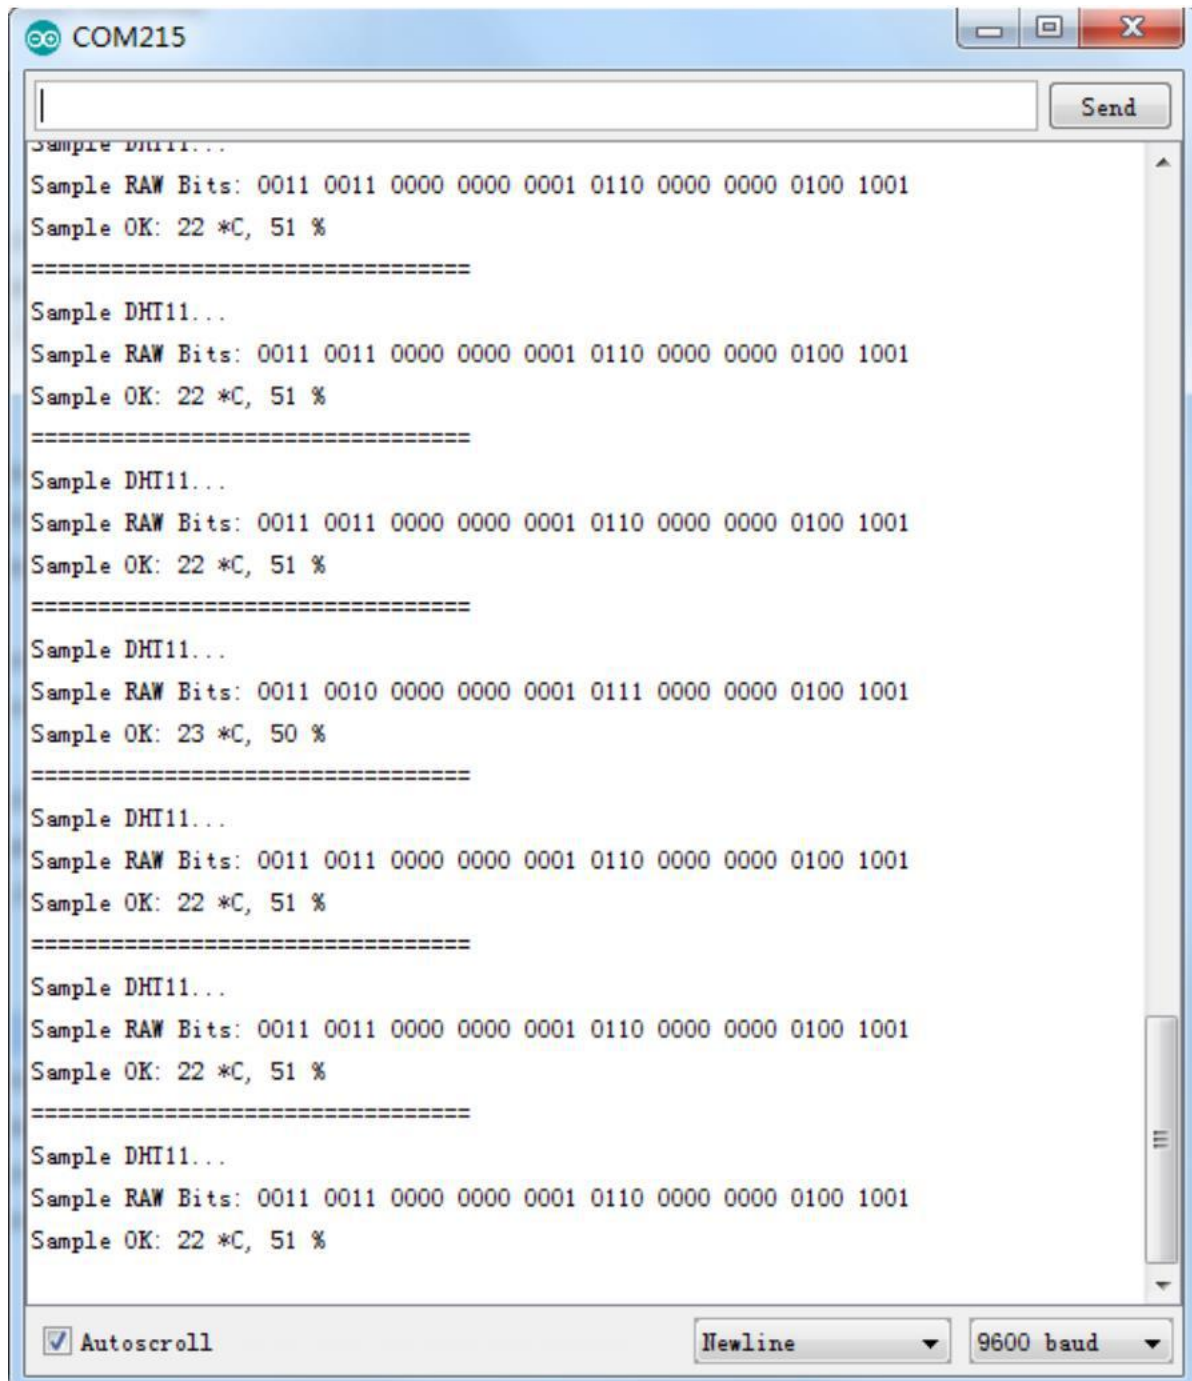 COM215
Send
Sample DHT11...
Sample RAW Bits: 0011 0011 0000 0000 0001 0110 0000 0000 0100 1001
Sample OK: 22 *C, 51 %
=================================
Sample DHT11...
Sample RAW Bits: 0011 0011 0000 0000 0001 0110 0000 0000 0100 1001
Sample OK: 22 *C, 51 %
=================================
Sample DHT11...
Sample RAW Bits: 0011 0011 0000 0000 0001 0110 0000 0000 0100 1001
Sample OK: 22 *C, 51 %
=================================
Sample DHT11...
Sample RAW Bits: 0011 0010 0000 0000 0001 0111 0000 0000 0100 1001
Sample OK: 23 *C, 50 %
=================================
Sample DHT11...
Sample RAW Bits: 0011 0011 0000 0000 0001 0110 0000 0000 0100 1001
Sample OK: 22 *C, 51 %
=================================
Sample DHT11...
Sample RAW Bits: 0011 0011 0000 0000 0001 0110 0000 0000 0100 1001
Sample OK: 22 *C, 51 %
=================================
Sample DHT11...
Sample RAW Bits: 0011 0011 0000 0000 0001 0110 0000 0000 0100 1001
Sample OK: 22 *C, 51 %
Autoscroll
Newline
9600 baud